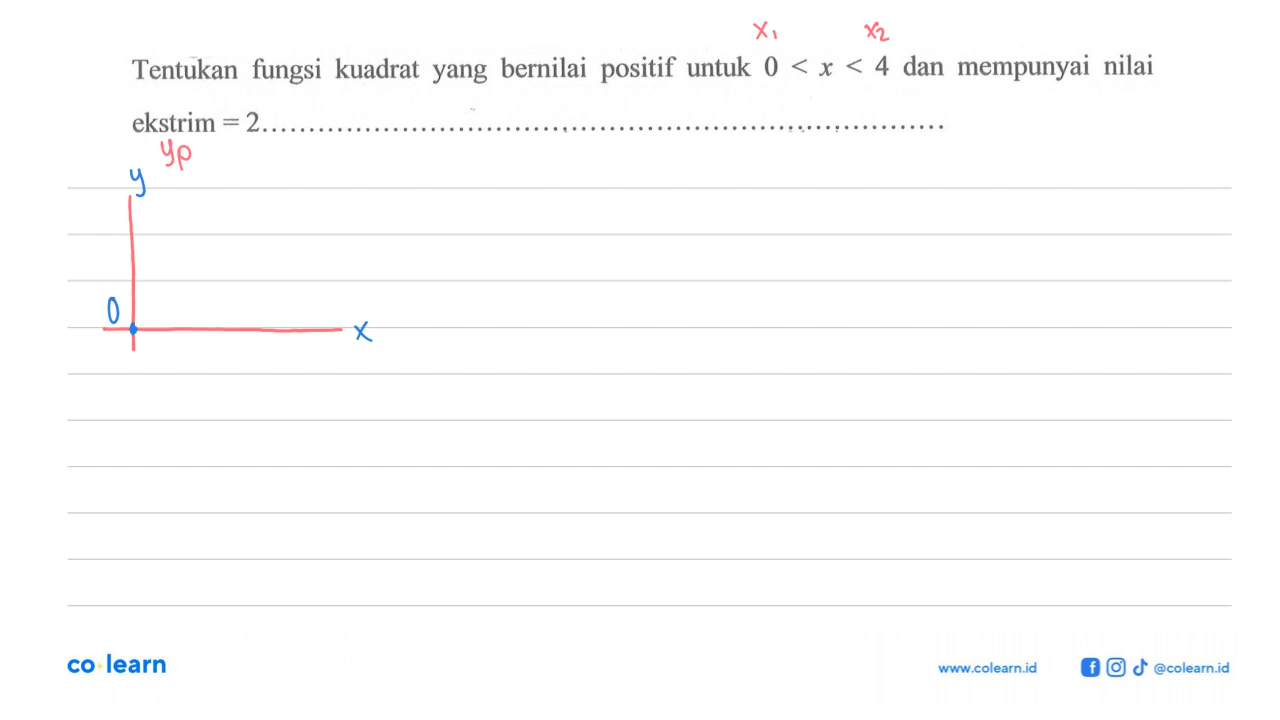 x₁ x₂
Tentukan fungsi kuadrat yang bernilai positif untuk 0 < x < 4 dan mempunyai nilai
ekstrim = 2.......................................................................
yp
y
0
x
co learn
www.colearn.id
@colearn.id